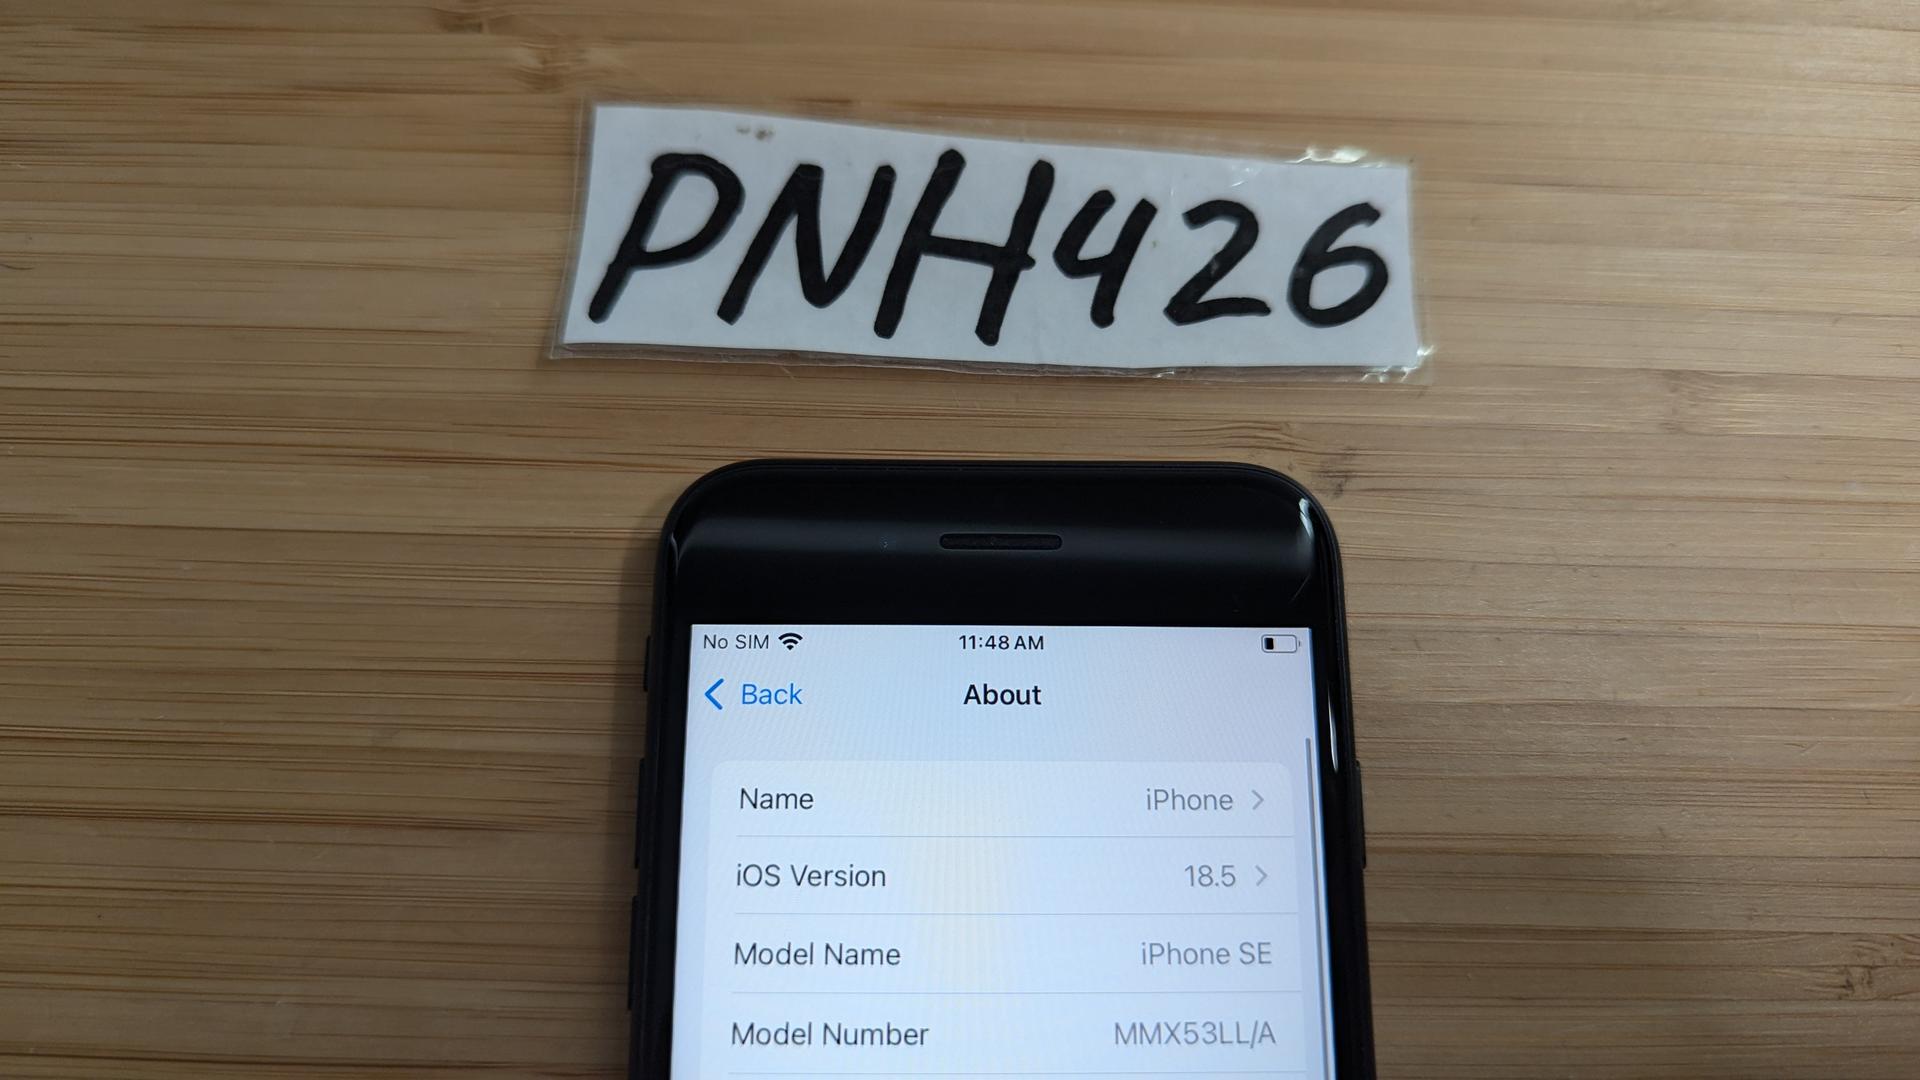 PNH426
No SIM 11:48 AM
Back About
Name iPhone
iOS Version 18.5
Model Name iPhone SE
Model Number MMX53LL/A